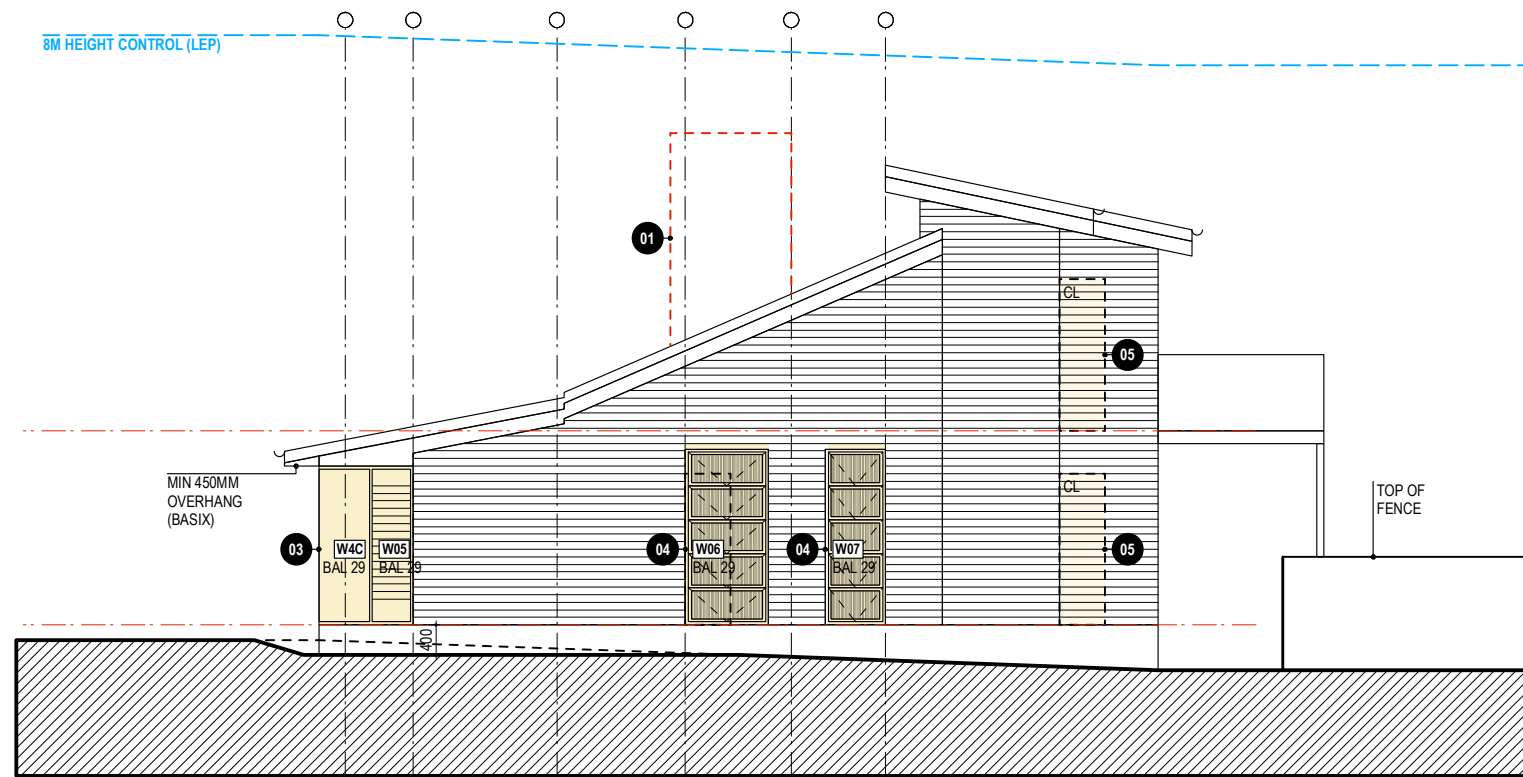 8M HEIGHT CONTROL (LEP)
01
CL
05
MIN 450MM
OVERHANG
(BASIX)
CL
TOP OF
FENCE
03
W4C
W05
04
W06
04
W07
05
BAL 29
BAL 29
BAL 29
BAL 29
400